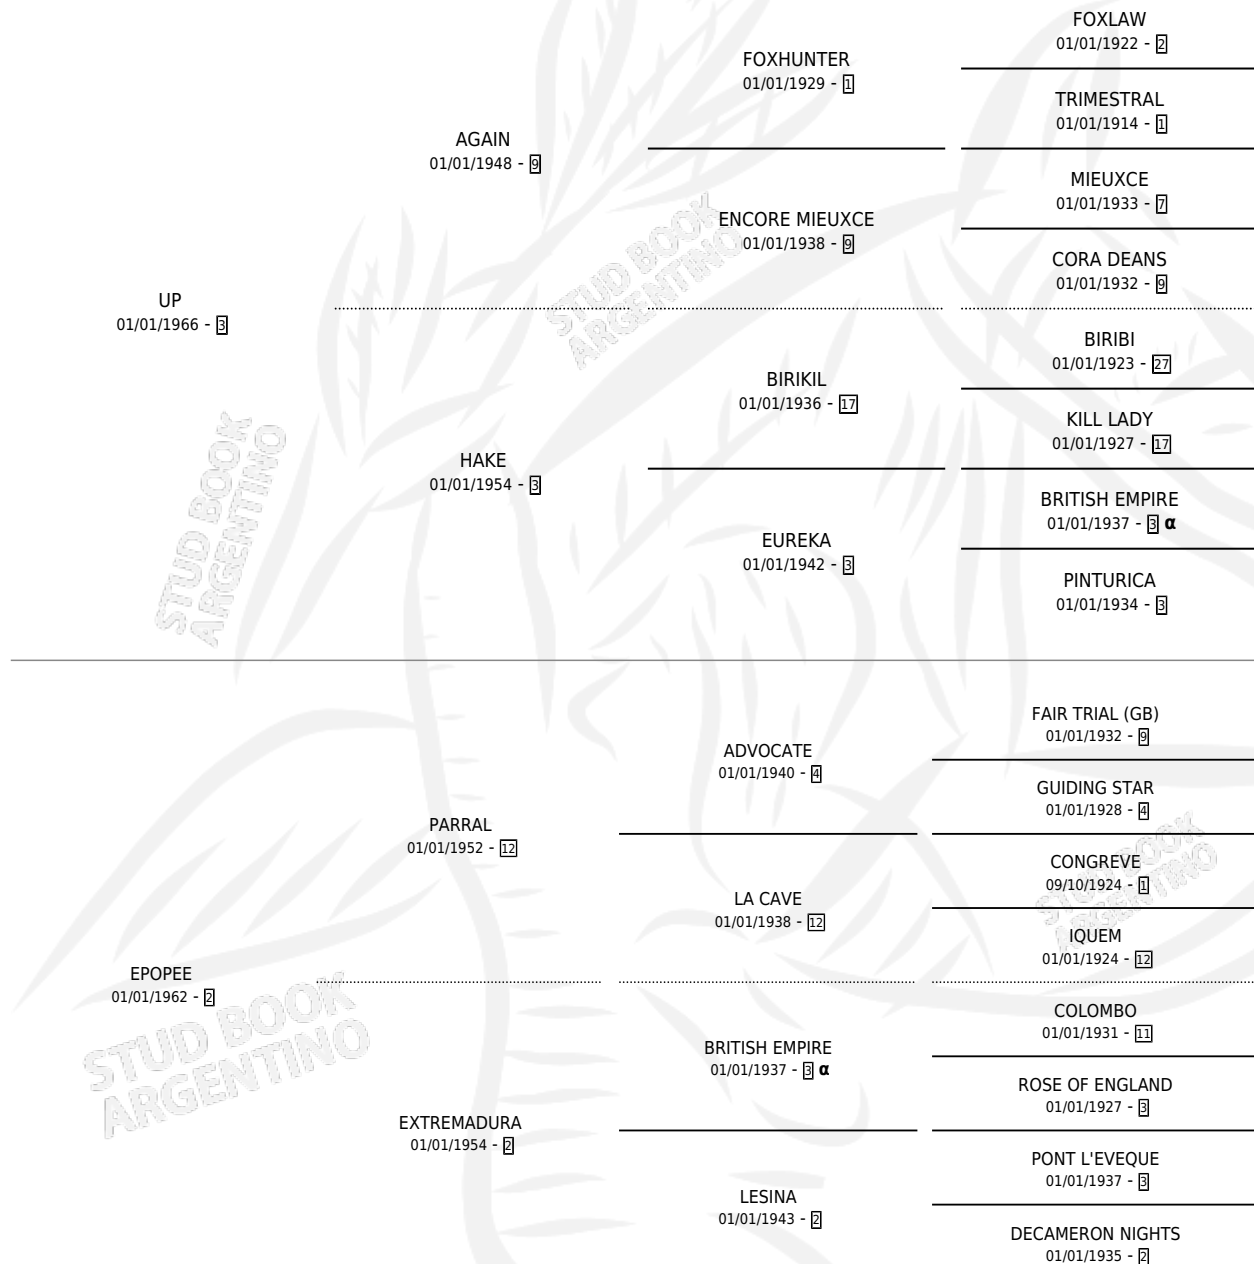 FOXLAW
01/01/1922 - 2
FOXHUNTER
01/01/1929 - 1
TRIMESTRAL
01/01/1914 - 1
AGAIN
01/01/1948 - 9
MIEUXCE
01/01/1933 - 7
ENCORE MIEUXCE
01/01/1938 - 9
CORA DEANS
01/01/1932 - 9
UP
01/01/1966 - 3
BIRIBI
01/01/1923 - 27
BIRIKIL
01/01/1936 - 17
KILL LADY
01/01/1927 - 17
HAKE
01/01/1954 - 3
BRITISH EMPIRE
01/01/1937 - 3 α
EUREKA
01/01/1942 - 3
PINTURICA
01/01/1934 - 3
FAIR TRIAL (GB)
01/01/1932 - 9
ADVOCATE
01/01/1940 - 4
GUIDING STAR
01/01/1928 - 4
PARRAL
01/01/1952 - 12
CONGREVE
09/10/1924 - 1
LA CAVE
01/01/1938 - 12
IQUEM
01/01/1924 - 12
EPOPEE
01/01/1962 - 2
COLOMBO
01/01/1931 - 11
BRITISH EMPIRE
01/01/1937 - 3 α
ROSE OF ENGLAND
01/01/1927 - 3
EXTREMADURA
01/01/1954 - 2
PONT L'EVEQUE
01/01/1937 - 3
LESINA
01/01/1943 - 2
DECAMERON NIGHTS
01/01/1935 - 2
STUD BOOK
ARGENTINO
STUD BOOK
ARGENTINO
STUD BOOK
ARGENTINO
STUD BOOK
ARGENTINO